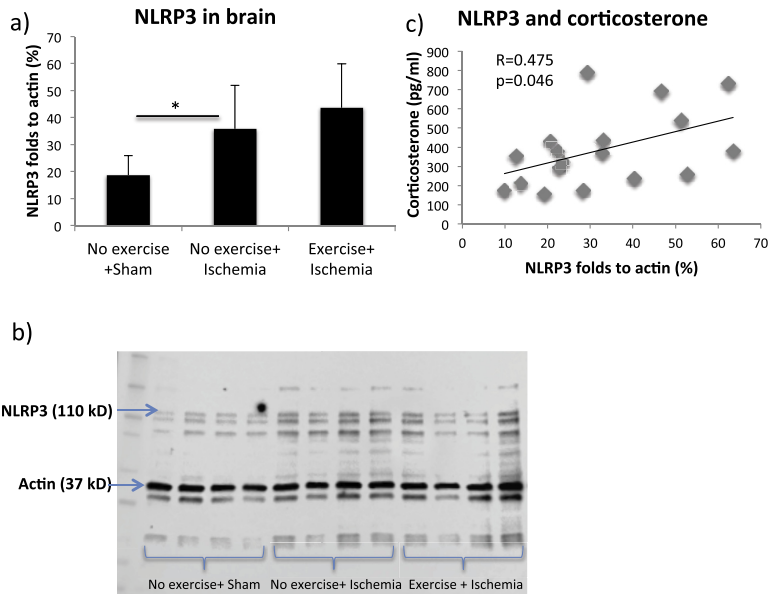 a)
NLRP3 in brain
NLRP3 folds to actin (%)
70
60
50
40
30
20
10
0
*
No exercise
+Sham
No exercise+
Ischemia
Exercise+
Ischemia
c)
NLRP3 and corticosterone
Corticosterone (pg/ml)
900
800
700
600
500
400
300
200
100
0
R=0.475
p=0.046
0 10 20 30 40 50 60 70
NLRP3 folds to actin (%)
b)
NLRP3 (110 kD)
Actin (37 kD)
No exercise+ Sham
No exercise+ Ischemia
Exercise + Ischemia